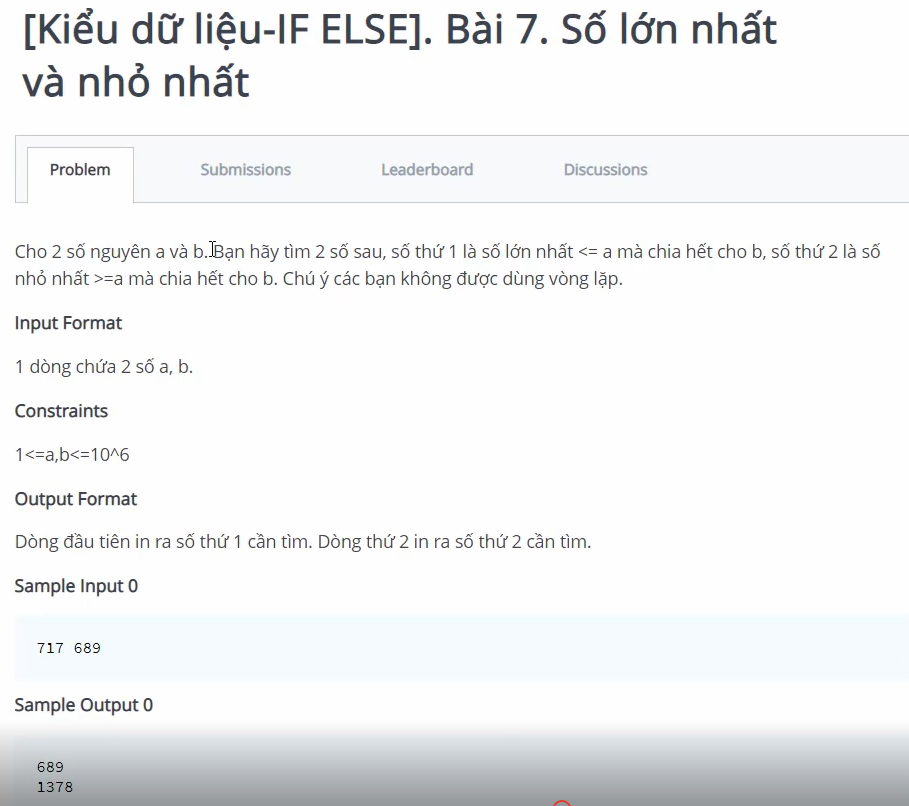 [Kiểu dữ liệu-IF ELSE]. Bài 7. Số lớn nhất
và nhỏ nhất
Problem
Submissions
Leaderboard
Discussions
Cho 2 số nguyên a và b. Bạn hãy tìm 2 số sau, số thứ 1 là số lớn nhất <= a mà chia hết cho b, số thứ 2 là số
nhỏ nhất >=a mà chia hết cho b. Chú ý các bạn không được dùng vòng lặp.
Input Format
1 dòng chứa 2 số a, b.
Constraints
1<=a,b<=10^6
Output Format
Dòng đầu tiên in ra số thứ 1 cần tìm. Dòng thứ 2 in ra số thứ 2 cần tìm.
Sample Input 0
717 689
Sample Output 0
689
1378